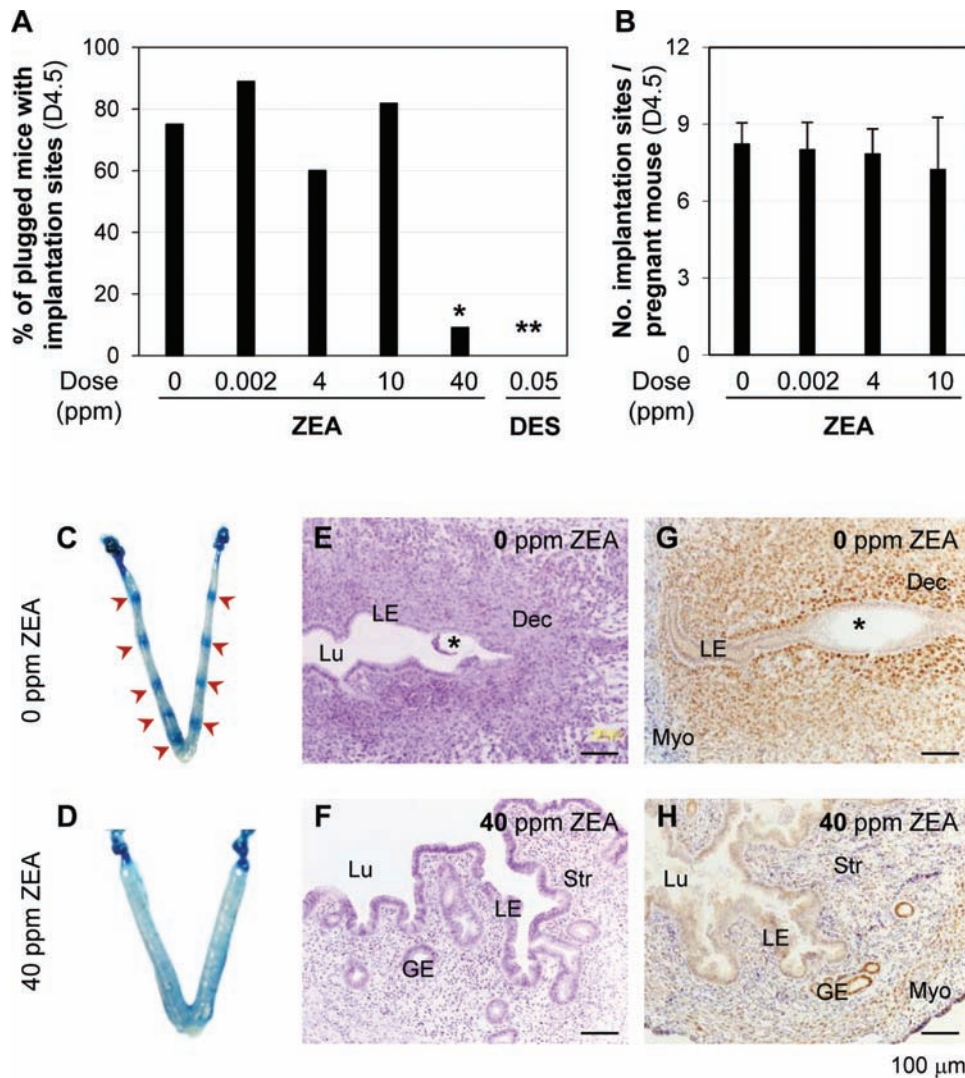 A
% of plugged mice with
implantation sites (D4.5)
100
80
60
40
20
0
*
**
Dose
(ppm)
0 0.002 4 10 40 0.05
ZEA DES
B
No. implantation sites /
pregnant mouse (D4.5)
12
9
6
3
0
Dose
(ppm)
0 0.002 4 10
ZEA
0 ppm ZEA
C
E
0 ppm ZEA
LE
Dec
Lu
*
G
0 ppm ZEA
Dec
*
LE
Myo
40 ppm ZEA
D
F
40 ppm ZEA
Lu
Str
LE
GE
H
40 ppm ZEA
Lu
Str
LE
GE
Myo
100 μm